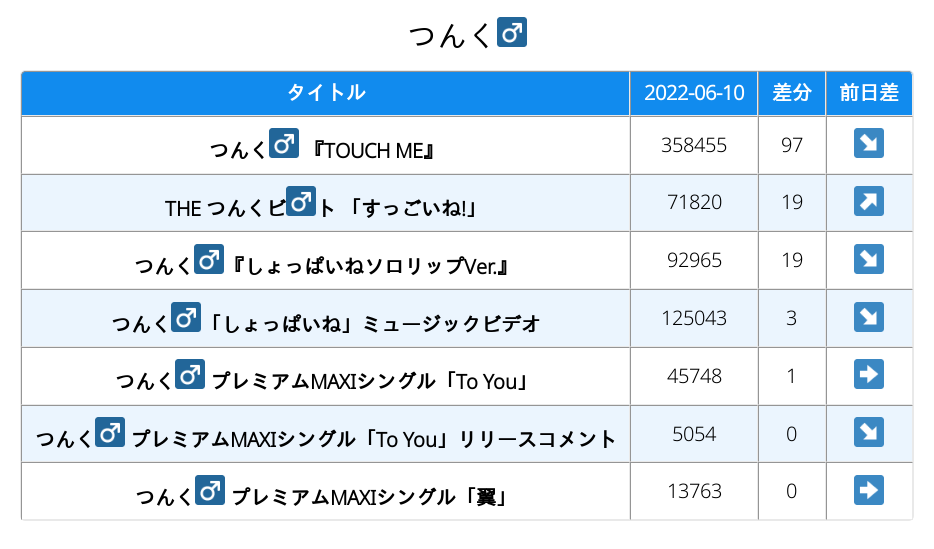 つんく♂
タイトル 2022-06-10 差分 前日差
つんく♂ 『TOUCH ME』 358455 97 ↘
THE つんくビ♂ト 「すっごいね!」 71820 19 ↗
つんく♂『しょっぱいねソロリップVer.』 92965 19 ↘
つんく♂「しょっぱいね」ミュージックビデオ 125043 3 ↘
つんく♂ プレミアムMAXIシングル「To You」 45748 1 ➡
つんく♂ プレミアムMAXIシングル「To You」リリースコメント 5054 0 ↘
つんく♂ プレミアムMAXIシングル「翼」 13763 0 ➡